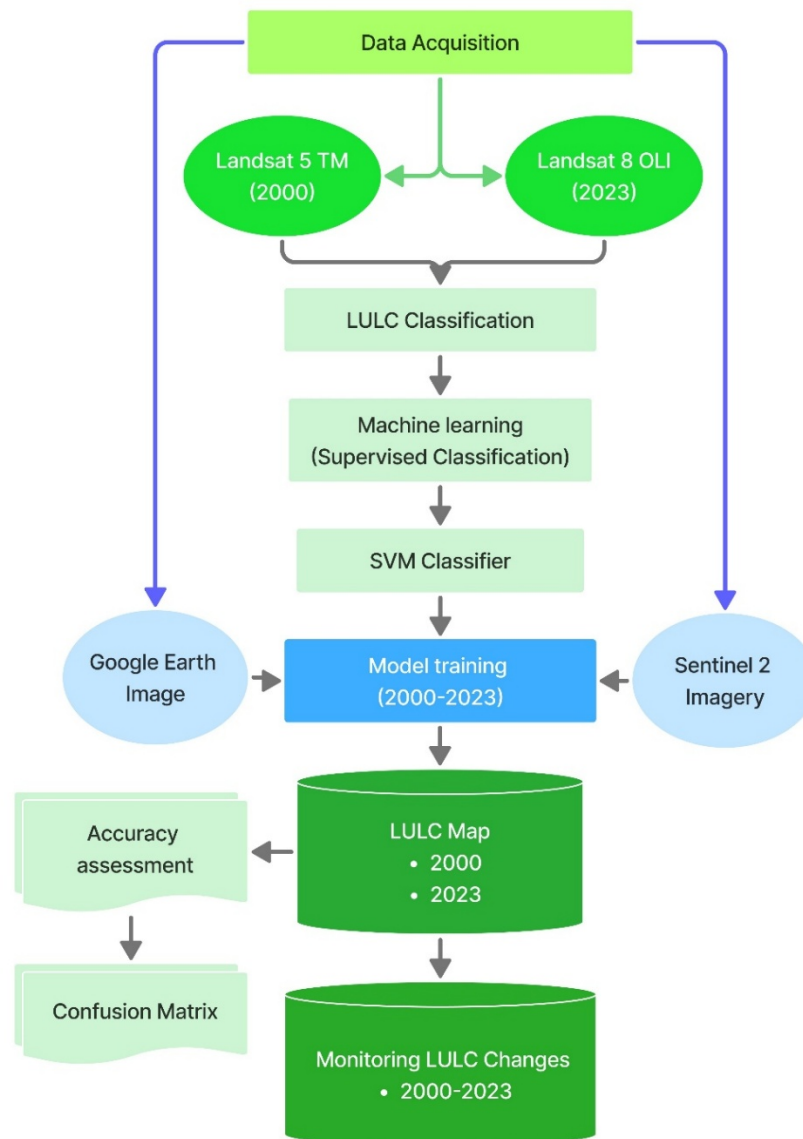 Data Acquisition
Landsat 5 TM
(2000)
Landsat 8 OLI
(2023)
LULC Classification
Machine learning
(Supervised Classification)
SVM Classifier
Google Earth
Image
Model training
(2000-2023)
Sentinel 2
Imagery
Accuracy
assessment
LULC Map
• 2000
• 2023
Confusion Matrix
Monitoring LULC Changes
• 2000-2023